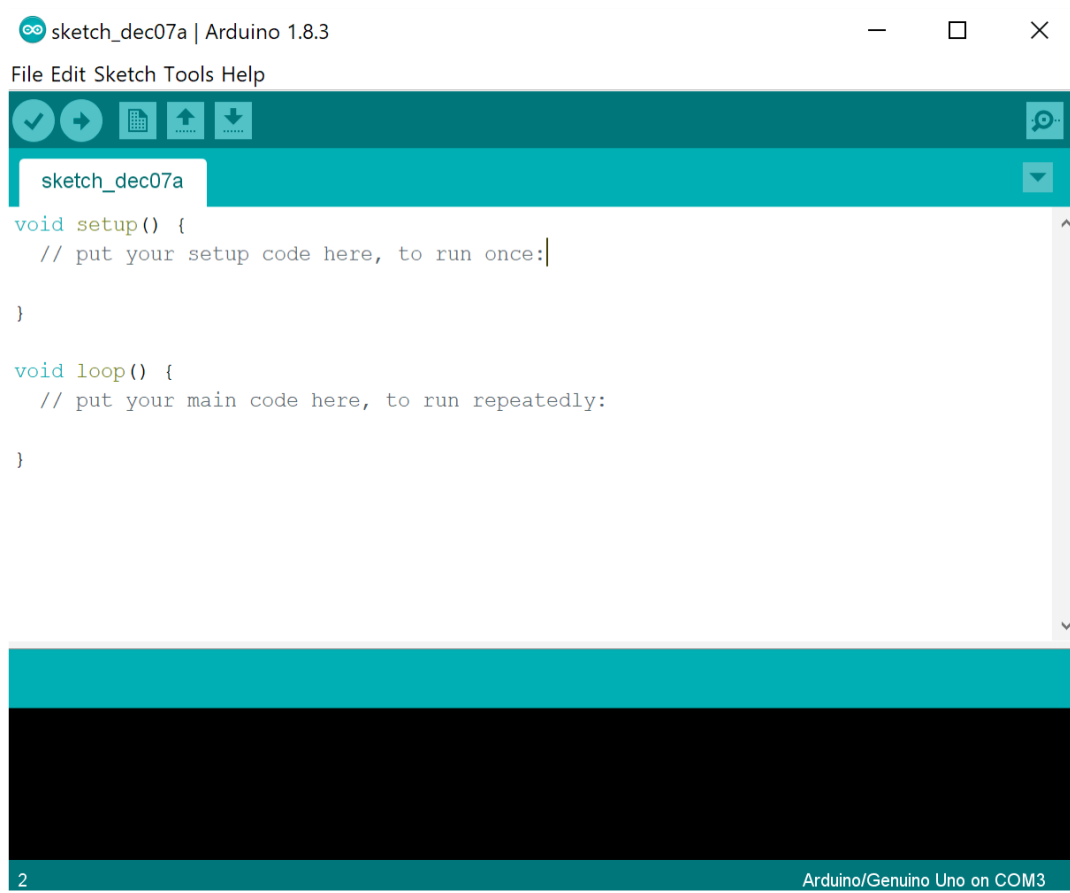 sketch_dec07a | Arduino 1.8.3
File Edit Sketch Tools Help
sketch_dec07a
void setup() {
  // put your setup code here, to run once:
}
void loop() {
  // put your main code here, to run repeatedly:
}
2 Arduino/Genuino Uno on COM3